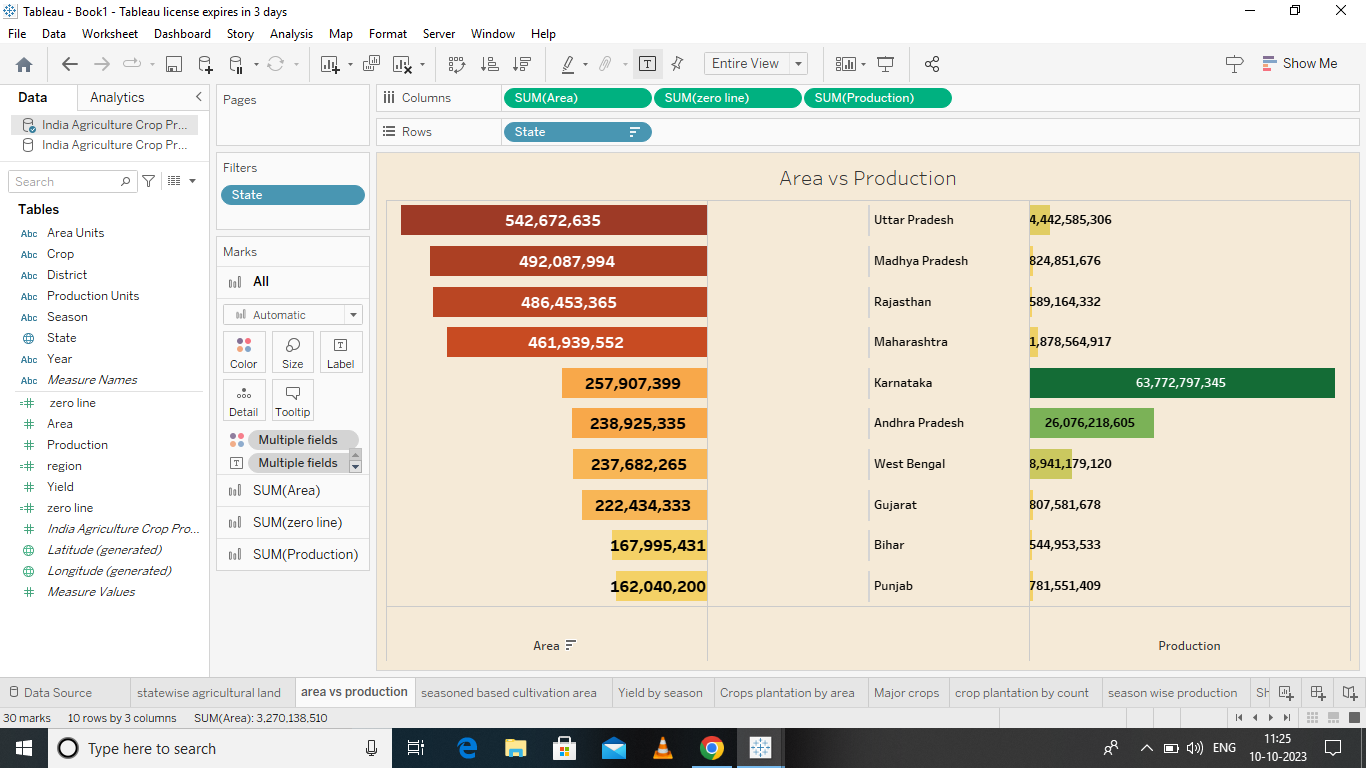 Tableau - Book1 - Tableau license expires in 3 days
File Data Worksheet Dashboard Story Analysis Map Format Server Window Help
Entire View
Show Me
Data Analytics
India Agriculture Crop Pr...
India Agriculture Crop Pr...
Search
Tables
Abc Area Units
Abc Crop
Abc District
Abc Production Units
Abc Season
State
Abc Year
Abc Measure Names
=# zero line
# Area
# Production
=# region
# Yield
=# zero line
# India Agriculture Crop Pro...
Latitude (generated)
Longitude (generated)
# Measure Values
Pages
Filters
State
Marks
All
Automatic
Color Size Label
Detail Tooltip
Multiple fields
Multiple fields
SUM(Area)
SUM(zero line)
SUM(Production)
Columns SUM(Area) SUM(zero line) SUM(Production)
Rows State
Area vs Production
542,672,635 Uttar Pradesh 4,442,585,306
492,087,994 Madhya Pradesh 824,851,676
486,453,365 Rajasthan 589,164,332
461,939,552 Maharashtra 1,878,564,917
257,907,399 Karnataka 63,772,797,345
238,925,335 Andhra Pradesh 26,076,218,605
237,682,265 West Bengal 8,941,179,120
222,434,333 Gujarat 807,581,678
167,995,431 Bihar 544,953,533
162,040,200 Punjab 781,551,409
Area Production
Data Source statewise agricultural land area vs production seasoned based cultivation area Yield by season Crops plantation by area Major crops crop plantation by count season wise production Sh
30 marks 10 rows by 3 columns SUM(Area): 3,270,138,510
Type here to search
ENG
11:25
10-10-2023